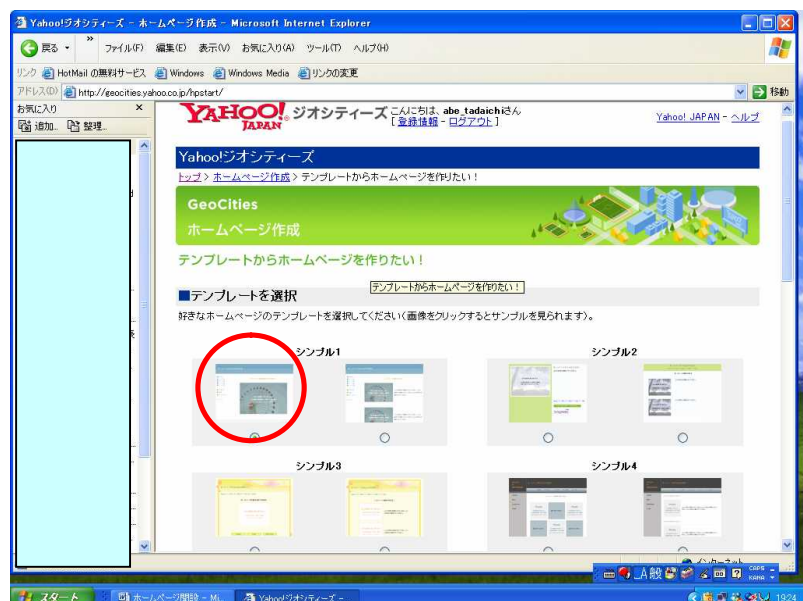 Yahoo!ジオシティーズ - ホームページ作成 - Microsoft Internet Explorer
戻る
ファイル(F) 編集(E) 表示(V) お気に入り(A) ツール(T) ヘルプ(H)
リンク HotMail の無料サービス Windows Windows Media リンクの変更
アドレス(D) http://geocities.yahoo.co.jp/hpstart/ 移動
お気に入り ×
追加... 整理...
YAHOO! JAPAN ジオシティーズ こんにちは、abe_tadaichiさん
[ 登録情報 - ログアウト ]
Yahoo! JAPAN - ヘルプ
Yahoo!ジオシティーズ
トップ > ホームページ作成 > テンプレートからホームページを作りたい!
GeoCities
ホームページ作成
テンプレートからホームページを作りたい!
テンプレートからホームページを作りたい!
■テンプレートを選択
好きなホームページのテンプレートを選択してください(画像をクリックするとサンプルを見られます)。
シンプル1 シンプル2
シンプル3 シンプル4
インターネット
A 般 CAPS KANA
スタート ホームページ開設 - Mi... Yahoo!ジオシティーズ - ... 19:24